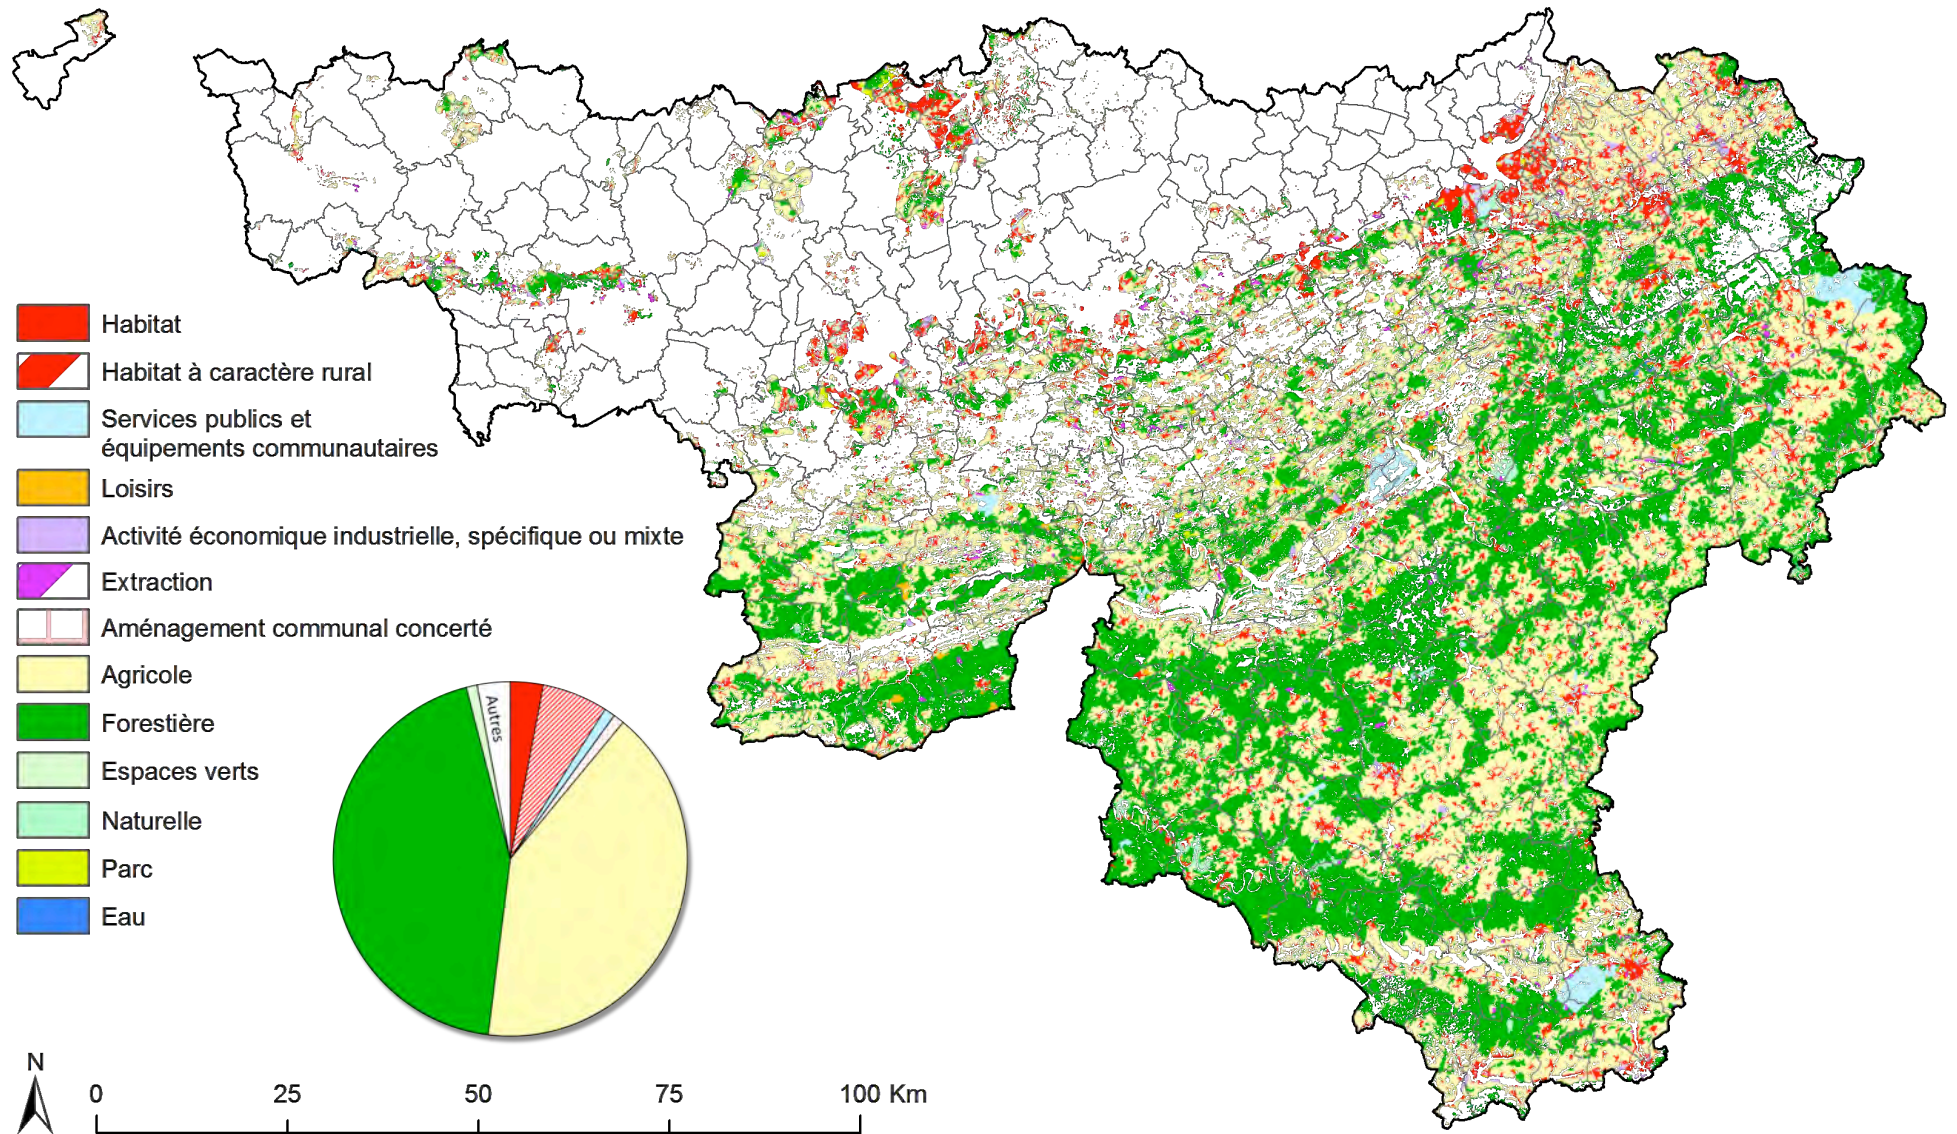 Habitat
Habitat à caractère rural
Services publics et
équipements communautaires
Loisirs
Activité économique industrielle, spécifique ou mixte
Extraction
Aménagement communal concerté
Agricole
Forestière
Espaces verts
Naturelle
Parc
Eau
Autres
N
0 25 50 75 100 Km